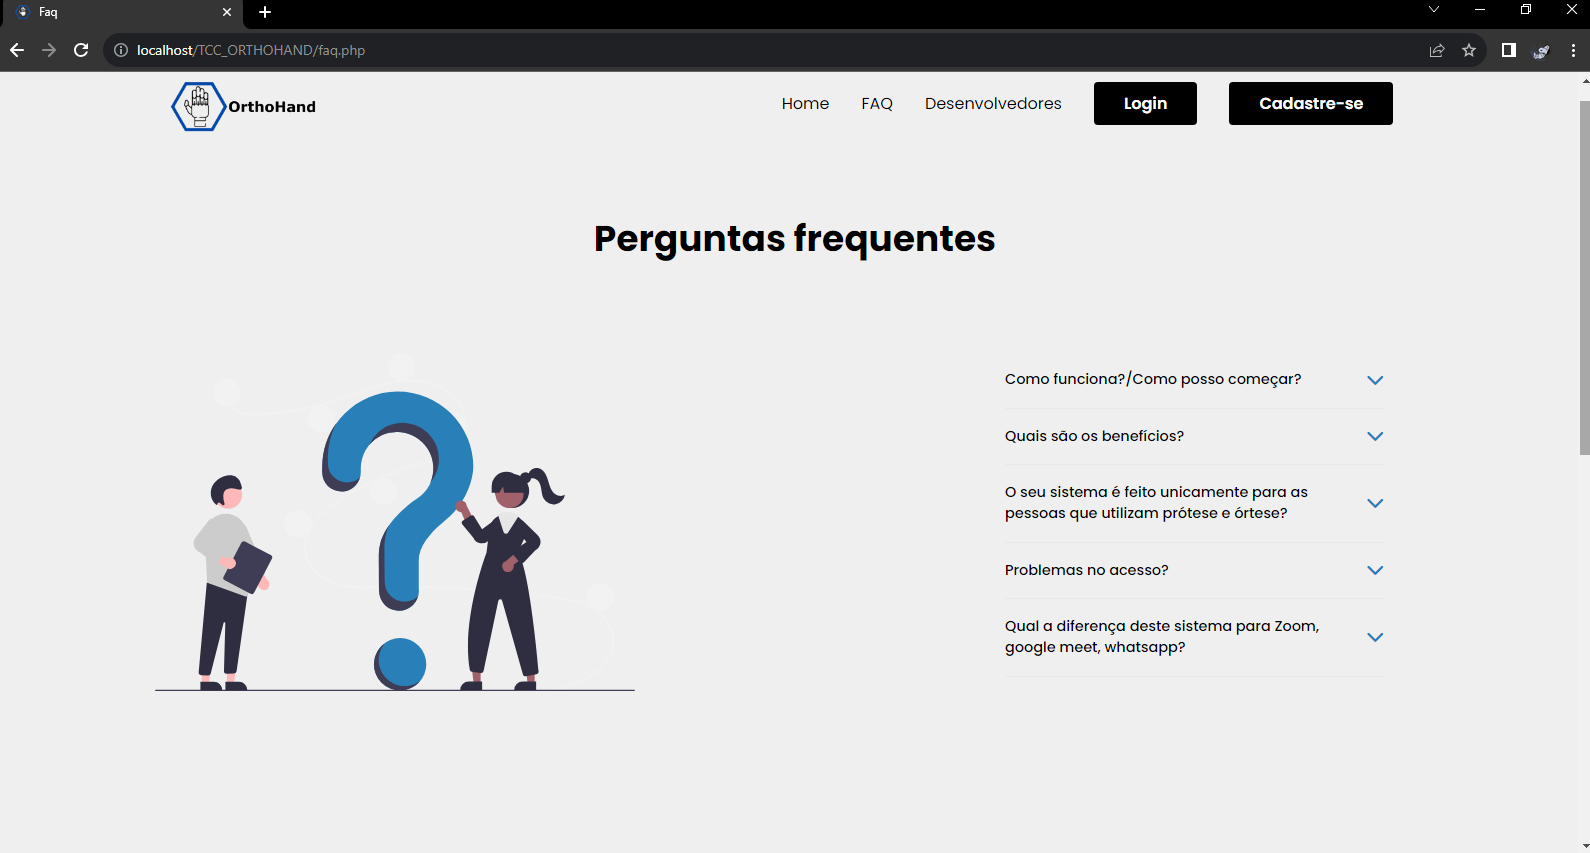 Faq
localhost/TCC_ORTHOHAND/faq.php
OrthoHand
Home
FAQ
Desenvolvedores
Login
Cadastre-se
Perguntas frequentes
Como funciona?/Como posso começar?
Quais são os benefícios?
O seu sistema é feito unicamente para as
pessoas que utilizam prótese e órtese?
Problemas no acesso?
Qual a diferença deste sistema para Zoom,
google meet, whatsapp?